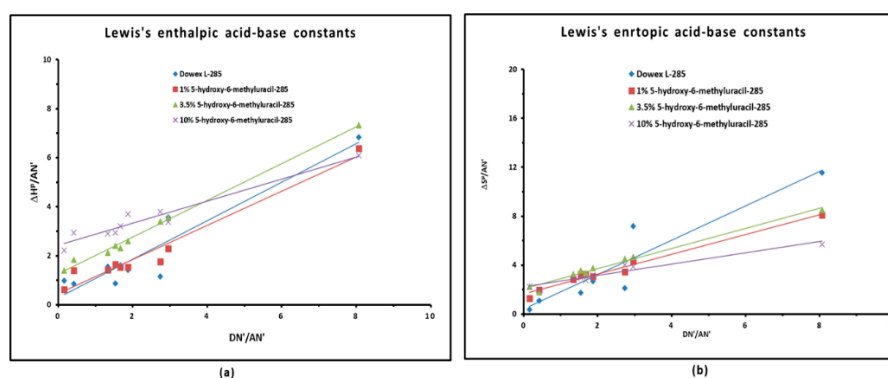 Lewis's enthalpic acid-base constants
10
8
6
4
2
0
0
2
4
6
8
10
ΔHᵖ/AN'
DN'/AN'
Dowex L-285
1% 5-hydroxy-6-methyluracil-285
3.5% 5-hydroxy-6-methyluracil-285
10% 5-hydroxy-6-methyluracil-285
(a)
Lewis's enrtopic acid-base constants
20
16
12
8
4
0
0
2
4
6
8
10
ΔSᵖ/AN'
DN'/AN'
Dowex L-285
1% 5-hydroxy-6-methyluracil-285
3.5% 5-hydroxy-6-methyluracil-285
10% 5-hydroxy-6-methyluracil-285
(b)